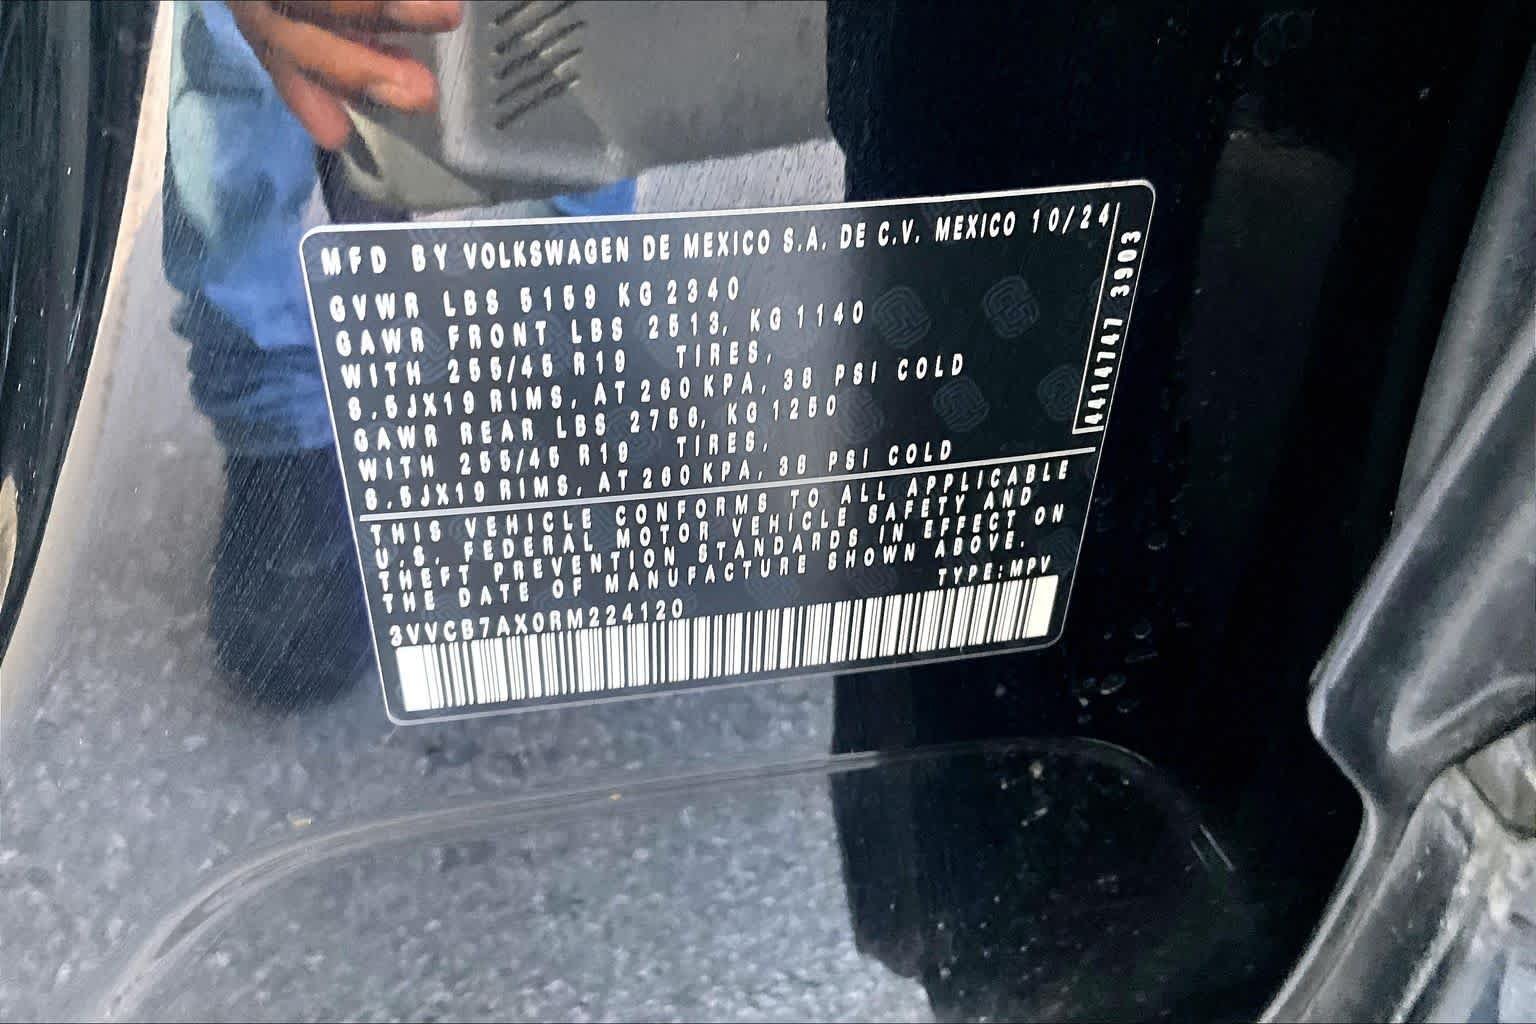 MFD BY VOLKSWAGEN DE MEXICO S.A. DE C.V. MEXICO 10/24
GVWR LBS 5159 KG 2340
GAWR FRONT LBS 2513, KG 1140
WITH 255/45 R19 TIRES,
8.5JX19 RIMS, AT 260 KPA, 38 PSI COLD
GAWR REAR LBS 2756, KG 1250
WITH 255/45 R19 TIRES,
8.5JX19 RIMS, AT 260 KPA, 38 PSI COLD
4414747 3903
THIS VEHICLE CONFORMS TO ALL APPLICABLE
U.S. FEDERAL MOTOR VEHICLE SAFETY AND
THEFT PREVENTION STANDARDS IN EFFECT ON
THE DATE OF MANUFACTURE SHOWN ABOVE.
TYPE:MPV
3VVCB7AX0RM224120